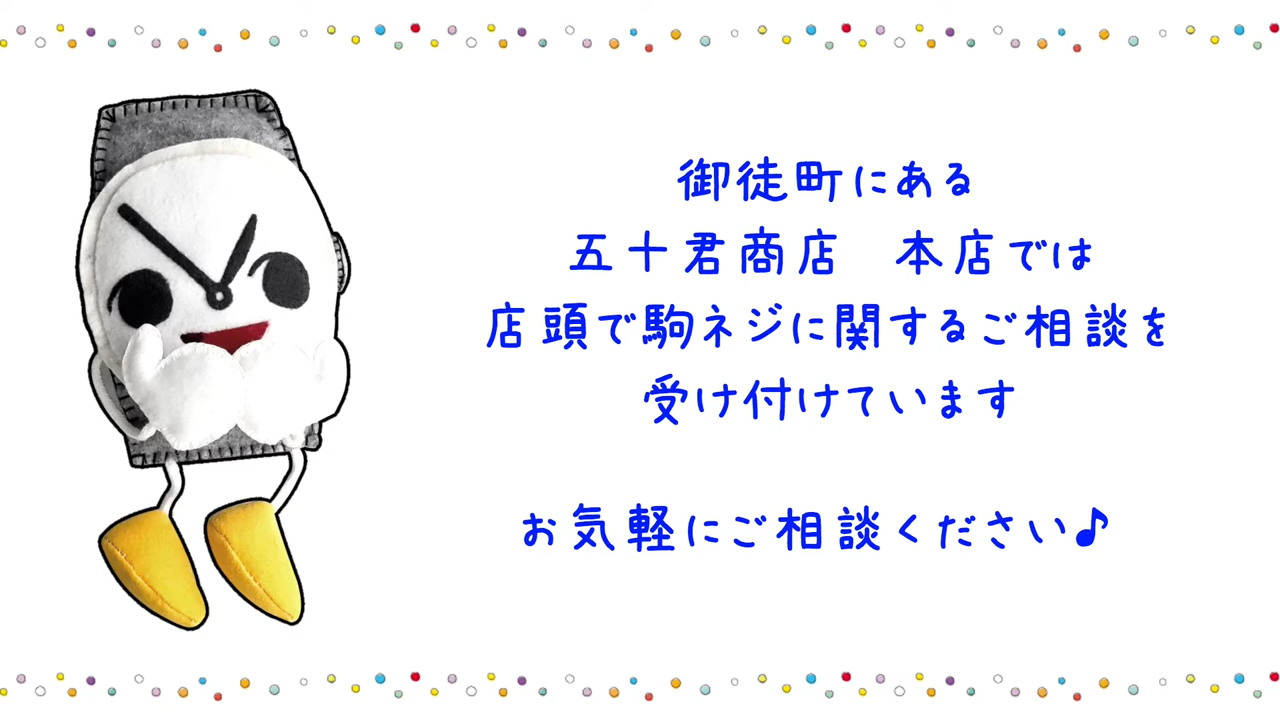 御徒町にある
五十君商店　本店では
店頭で駒ネジに関するご相談を
受け付けています
お気軽にご相談ください♪